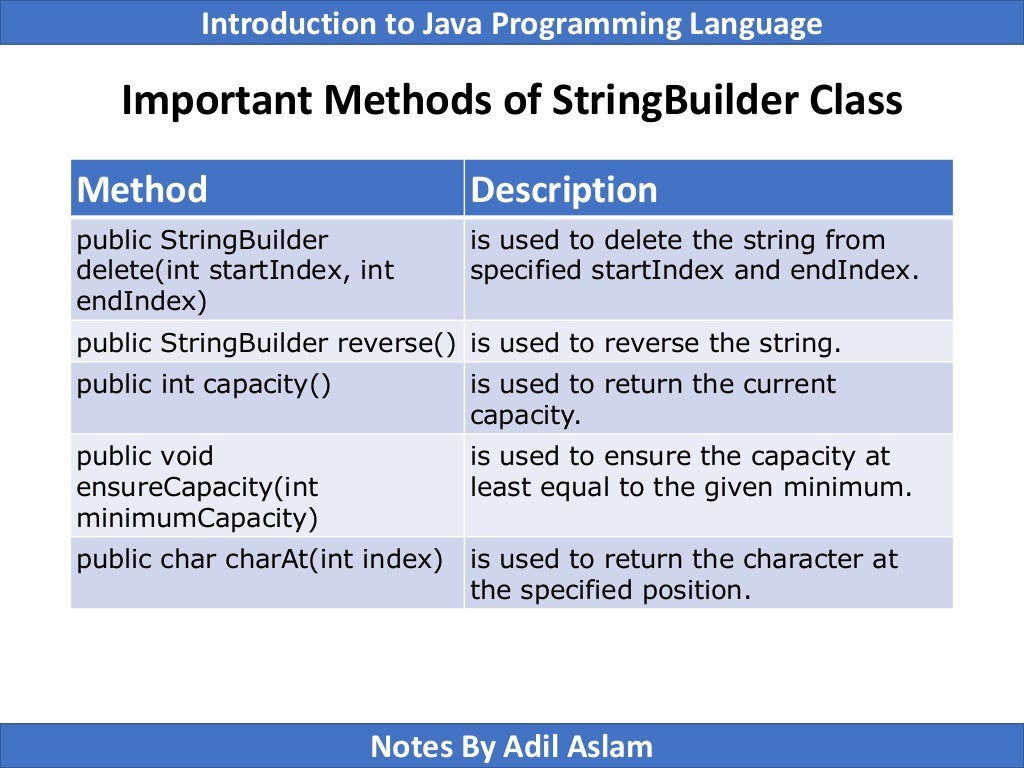 Introduction to Java Programming Language
Important Methods of StringBuilder Class
Method
Description
public StringBuilder
delete(int startIndex, int
endIndex)
is used to delete the string from
specified startIndex and endIndex.
public StringBuilder reverse()
is used to reverse the string.
public int capacity()
is used to return the current
capacity.
public void
ensureCapacity(int
minimumCapacity)
is used to ensure the capacity at
least equal to the given minimum.
public char charAt(int index)
is used to return the character at
the specified position.
Notes By Adil Aslam